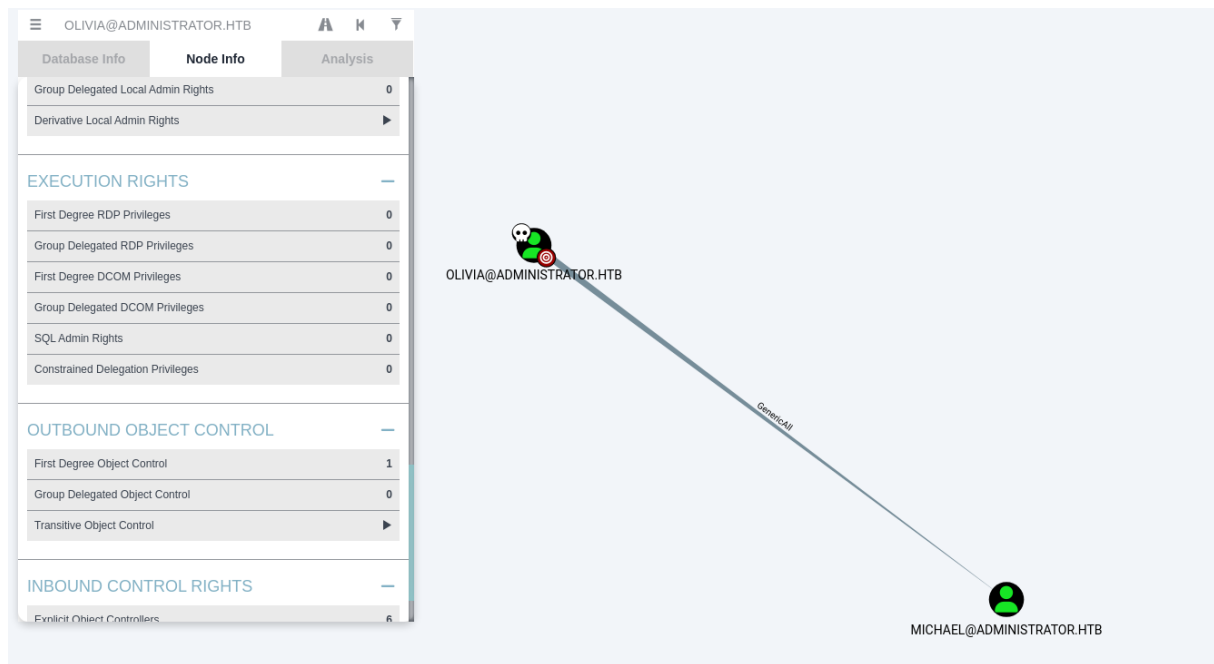 OLIVIA@ADMINISTRATOR.HTB
Database Info
Node Info
Analysis
Group Delegated Local Admin Rights 0
Derivative Local Admin Rights
EXECUTION RIGHTS
First Degree RDP Privileges 0
Group Delegated RDP Privileges 0
First Degree DCOM Privileges 0
Group Delegated DCOM Privileges 0
SQL Admin Rights 0
Constrained Delegation Privileges 0
OUTBOUND OBJECT CONTROL
First Degree Object Control 1
Group Delegated Object Control 0
Transitive Object Control
INBOUND CONTROL RIGHTS
Explicit Object Controllers 6
OLIVIA@ADMINISTRATOR.HTB
GenericAll
MICHAEL@ADMINISTRATOR.HTB